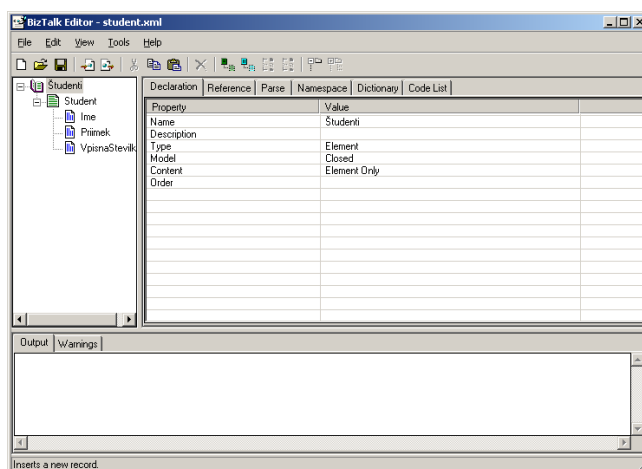 BizTalk Editor - student.xml
File Edit View Tools Help
Študenti
Student
Ime
Priimek
VpisnaStevilk
Declaration Reference Parse Namespace Dictionary Code List
Property Value
Name Študenti
Description
Type Element
Model Closed
Content Element Only
Order
Output Warnings
Inserts a new record.